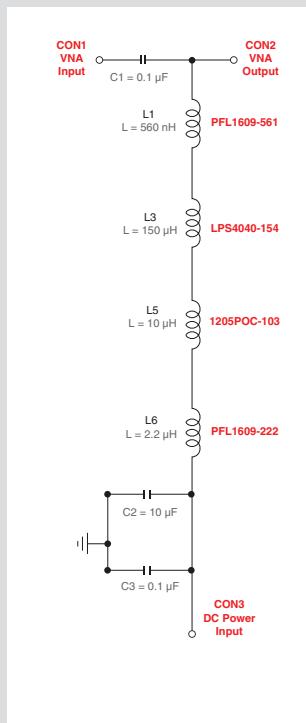 CON1
VNA
Input
CON2
VNA
Output
C1 = 0.1 µF
L1
L = 560 nH
PFL1609-561
L3
L = 150 µH
LPS4040-154
L5
L = 10 µH
1205POC-103
L6
L = 2.2 µH
PFL1609-222
C2 = 10 µF
C3 = 0.1 µF
CON3
DC Power
Input